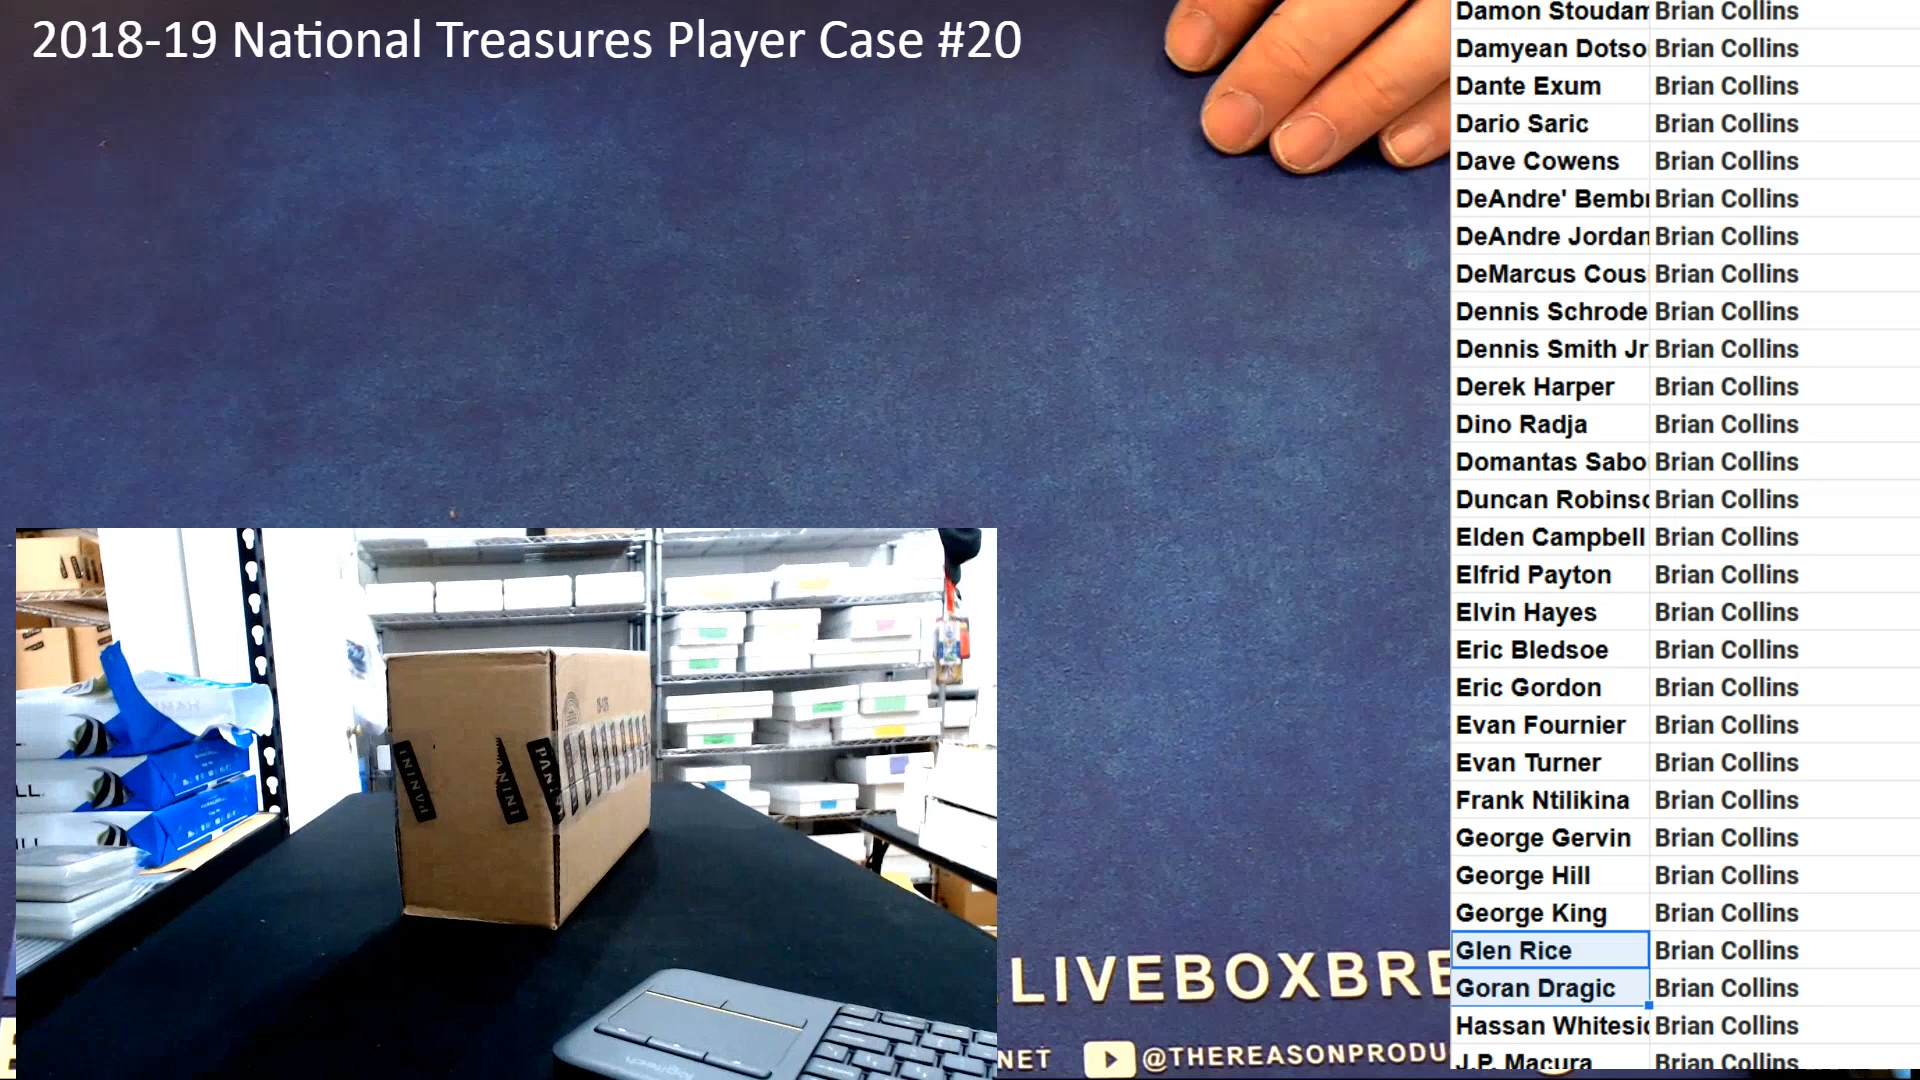 2018-19 National Treasures Player Case #20
Damon Stoudam Brian Collins
Damyean Dotso Brian Collins
Dante Exum Brian Collins
Dario Saric Brian Collins
Dave Cowens Brian Collins
DeAndre' Bemb Brian Collins
DeAndre Jordan Brian Collins
DeMarcus Cous Brian Collins
Dennis Schrode Brian Collins
Dennis Smith Jr Brian Collins
Derek Harper Brian Collins
Dino Radja Brian Collins
Domantas Sabo Brian Collins
Duncan Robins Brian Collins
Elden Campbell Brian Collins
Elfrid Payton Brian Collins
Elvin Hayes Brian Collins
Eric Bledsoe Brian Collins
Eric Gordon Brian Collins
Evan Fournier Brian Collins
Evan Turner Brian Collins
Frank Ntilikina Brian Collins
George Gervin Brian Collins
George Hill Brian Collins
George King Brian Collins
Glen Rice Brian Collins
Goran Dragic Brian Collins
Hassan Whitesi Brian Collins
J.P. Macura Brian Collins
PANINI
PANINI
LIVEBOXBRE
NET @THEREASONPRODU
logitech